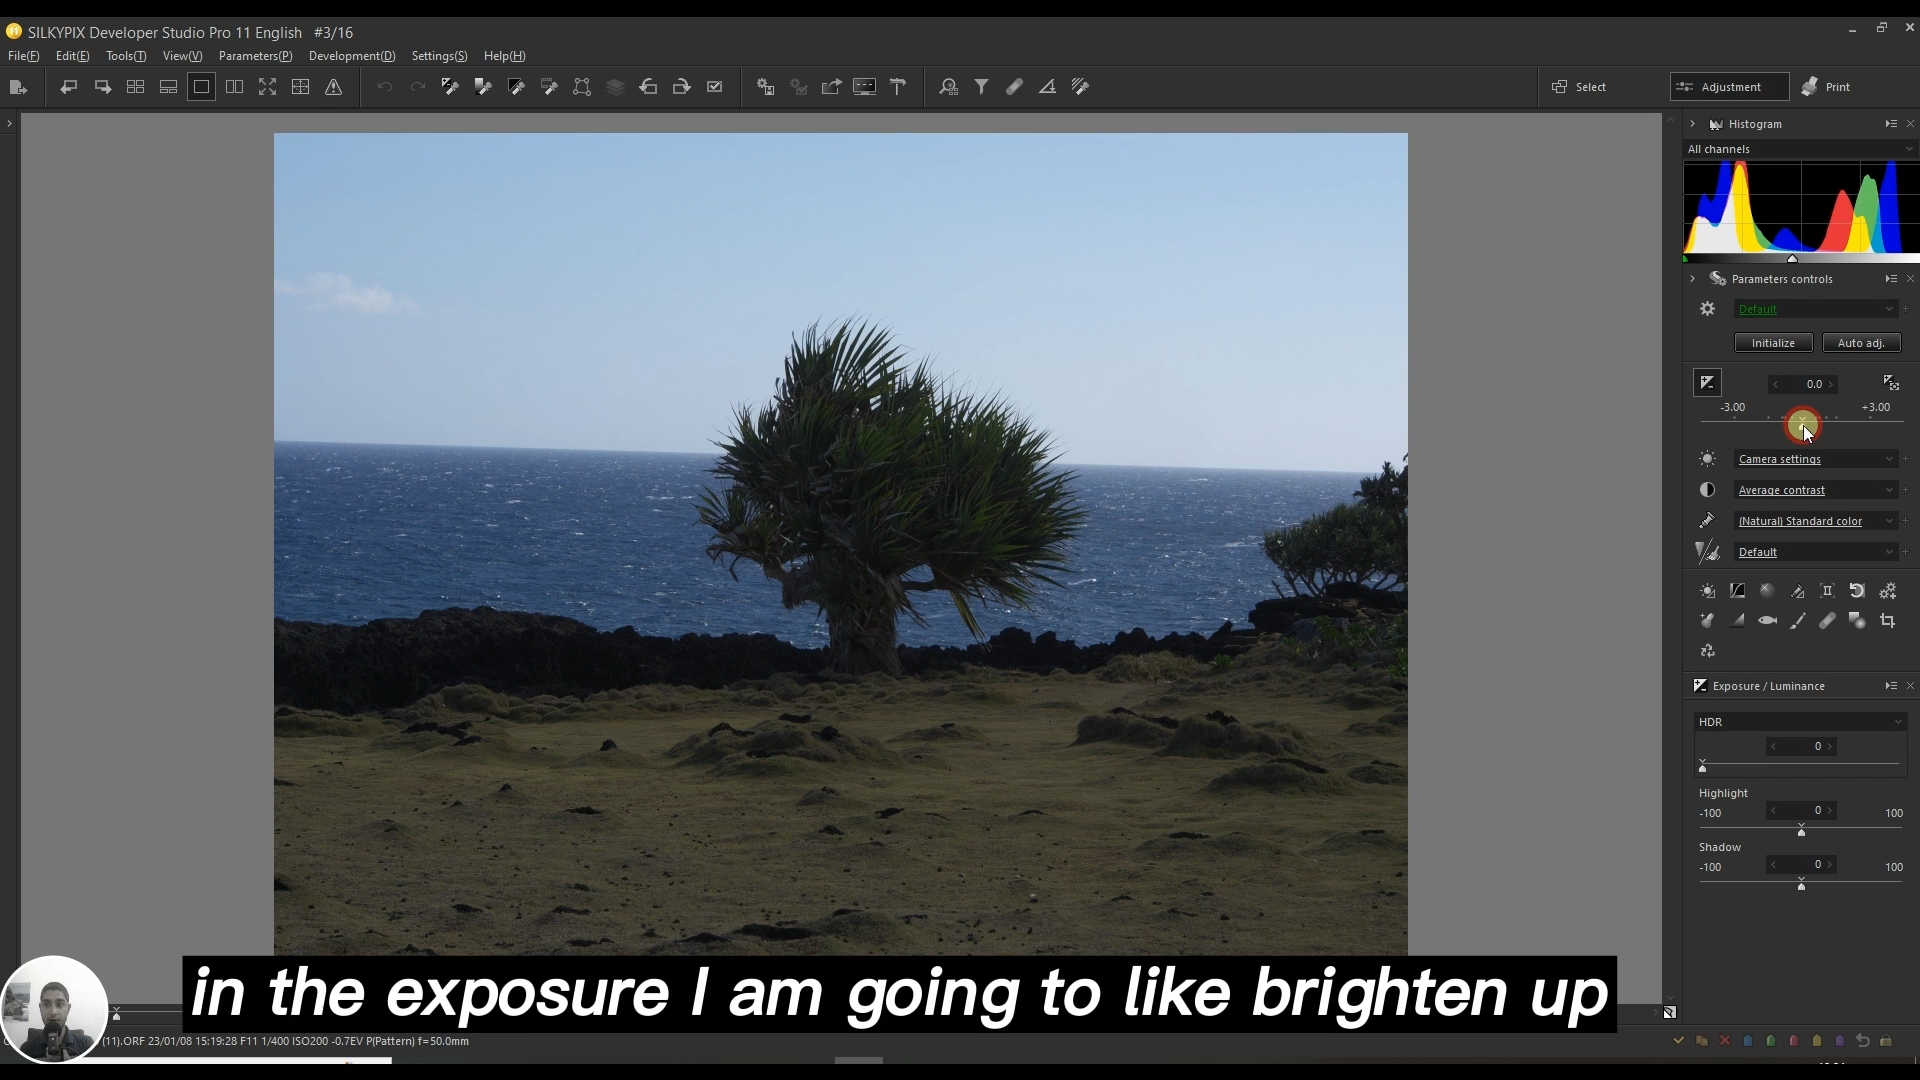 SILKYPIX Developer Studio Pro 11 English #3/16
File(F) Edit(E) Tools(T) View(V) Parameters(P) Development(D) Settings(S) Help(H)
Select Adjustment Print
Histogram
All channels
Parameters controls
Default
Initialize Auto adj.
0.0
-3.00 +3.00
Camera settings
Average contrast
(Natural) Standard color
Default
Exposure / Luminance
HDR
0
Highlight
-100 0 100
Shadow
-100 0 100
in the exposure I am going to like brighten up
(11).ORF 23/01/08 15:19:28 F11 1/400 ISO200 -0.7EV P(Pattern) f=50.0mm